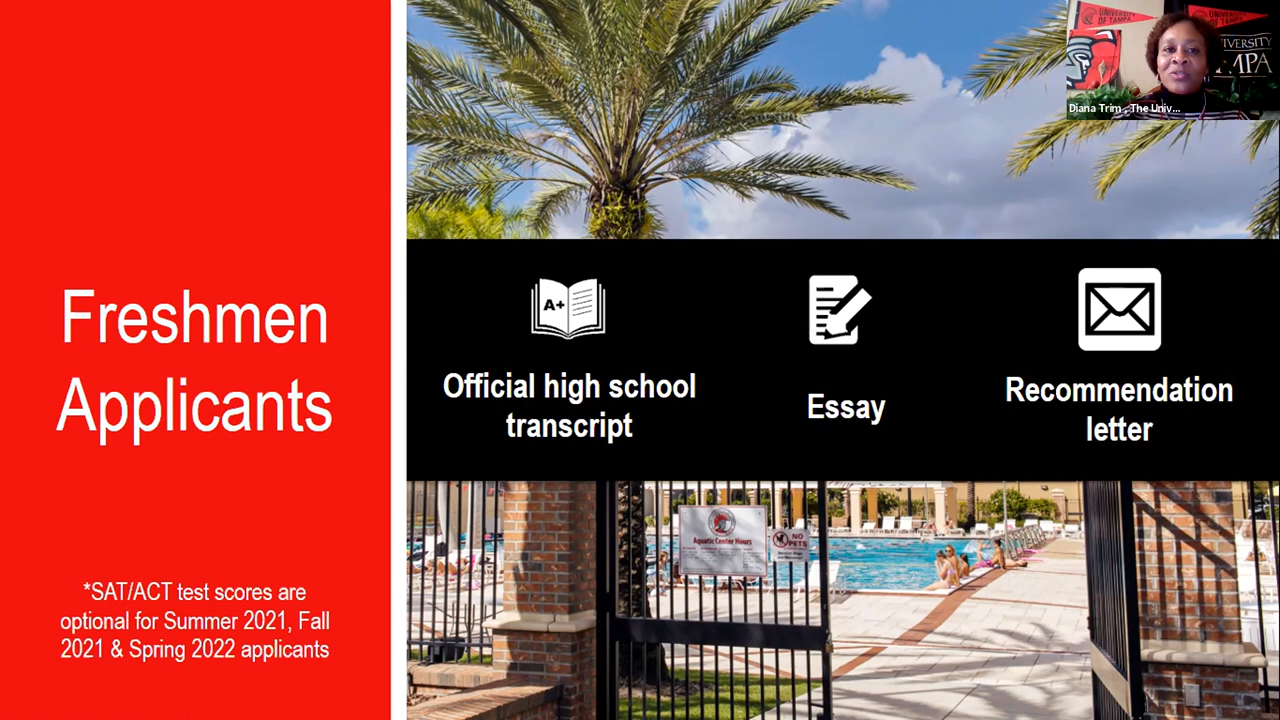 UNIVERSITY
OF TAMPA
Diana Trim - The Univ...
Freshmen
Applicants
A+
Official high school
transcript
Essay
Recommendation
letter
Aquatic Center Hours
NO
PETS
*SAT/ACT test scores are
optional for Summer 2021, Fall
2021 & Spring 2022 applicants